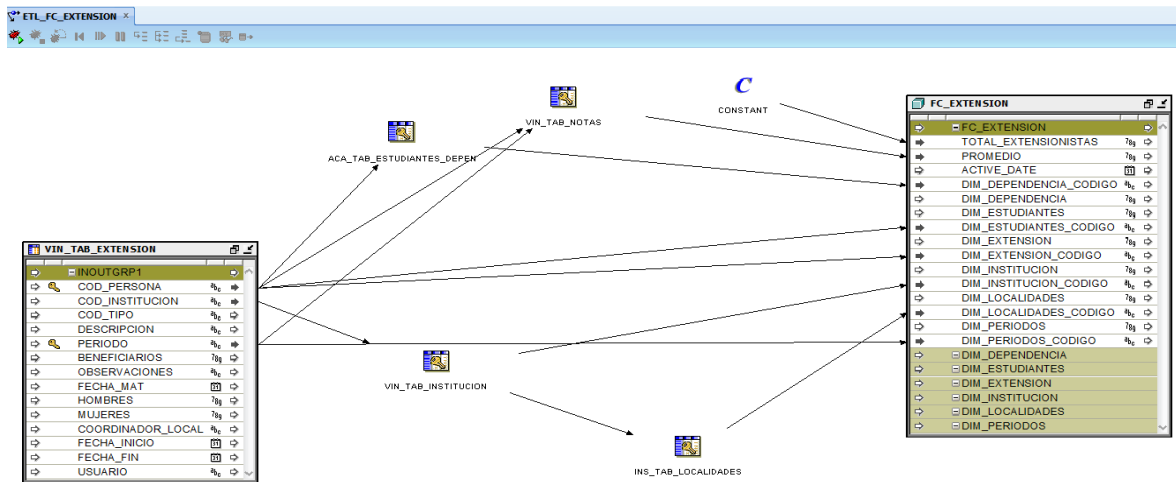 ETL_FC_EXTENSION
VIN_TAB_NOTAS
C
CONSTANT
ACA_TAB_ESTUDIANTES_DEPEN
VIN_TAB_EXTENSION
INOUTGRP1
COD_PERSONA
COD_INSTITUCION
COD_TIPO
DESCRIPCION
PERIODO
BENEFICIARIOS
OBSERVACIONES
FECHA_MAT
HOMBRES
MUJERES
COORDINADOR_LOCAL
FECHA_INICIO
FECHA_FIN
USUARIO
VIN_TAB_INSTITUCION
INS_TAB_LOCALIDADES
FC_EXTENSION
FC_EXTENSION
TOTAL_EXTENSIONISTAS
PROMEDIO
ACTIVE_DATE
DIM_DEPENDENCIA_CODIGO
DIM_DEPENDENCIA
DIM_ESTUDIANTES
DIM_ESTUDIANTES_CODIGO
DIM_EXTENSION
DIM_EXTENSION_CODIGO
DIM_INSTITUCION
DIM_INSTITUCION_CODIGO
DIM_LOCALIDADES
DIM_LOCALIDADES_CODIGO
DIM_PERIODOS
DIM_PERIODOS_CODIGO
DIM_DEPENDENCIA
DIM_ESTUDIANTES
DIM_EXTENSION
DIM_INSTITUCION
DIM_LOCALIDADES
DIM_PERIODOS